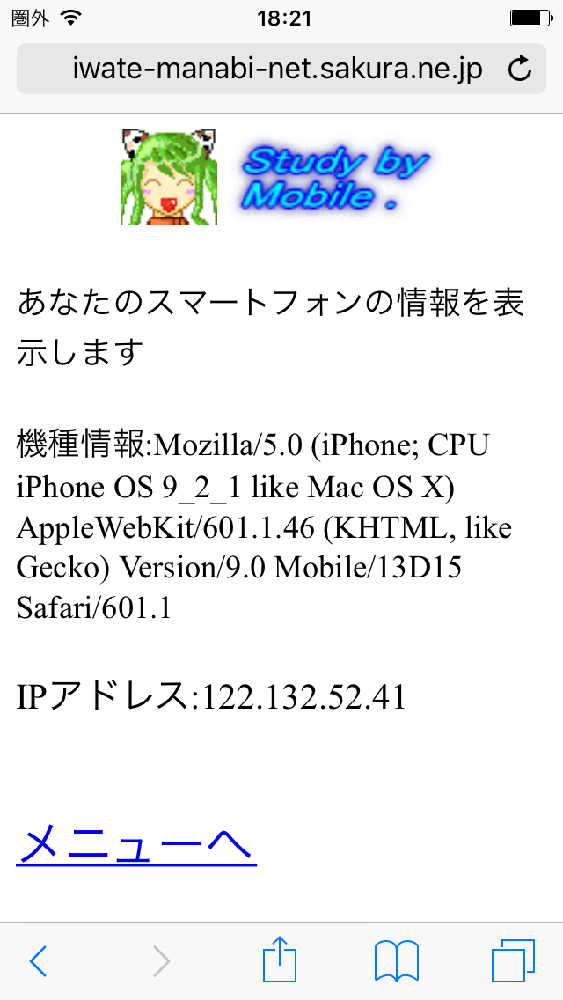 圏外 18:21
iwate-manabi-net.sakura.ne.jp
Study by
Mobile .
あなたのスマートフォンの情報を表
示します
機種情報:Mozilla/5.0 (iPhone; CPU
iPhone OS 9_2_1 like Mac OS X)
AppleWebKit/601.1.46 (KHTML, like
Gecko) Version/9.0 Mobile/13D15
Safari/601.1
IPアドレス:122.132.52.41
メニューへ